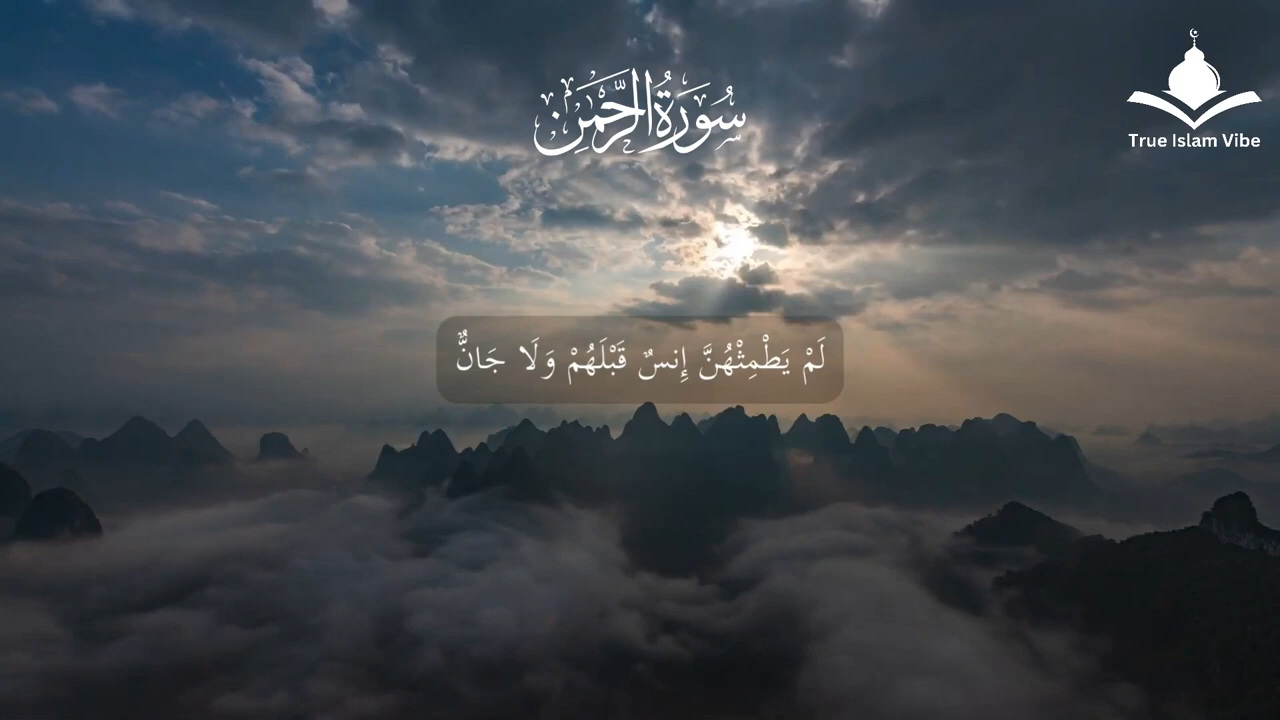 سُورَةُ الرَّحْمَٰن
True Islam Vibe
لَمْ يَطْمِثْهُنَّ إِنسٌ قَبْلَهُمْ وَلَا جَانٌّ